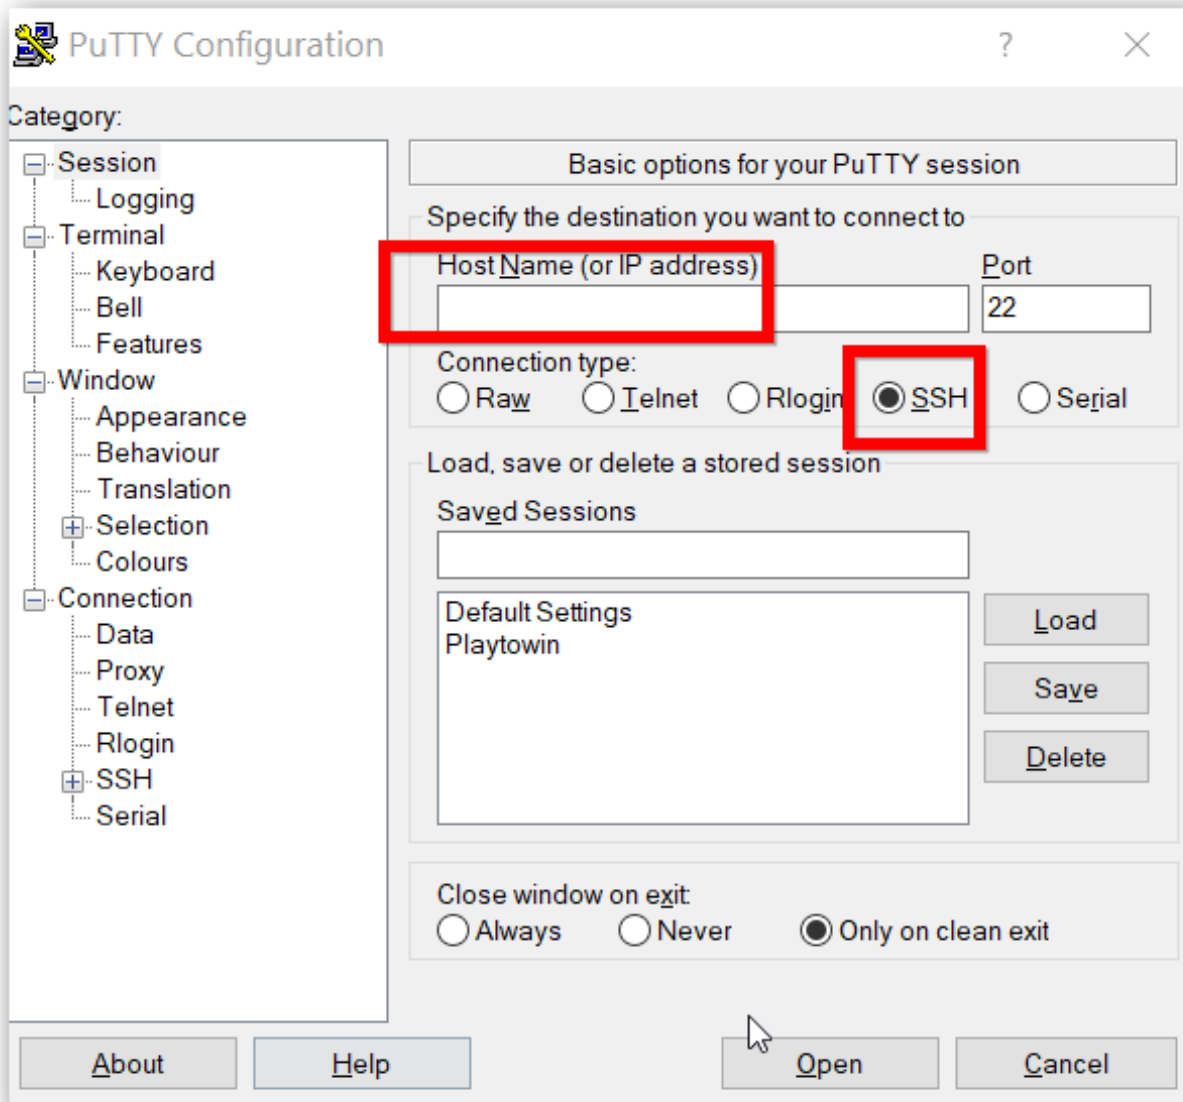 PuTTY Configuration
?
Category:
Session
Logging
Terminal
Keyboard
Bell
Features
Window
Appearance
Behaviour
Translation
Selection
Colours
Connection
Data
Proxy
Telnet
Rlogin
SSH
Serial
Basic options for your PuTTY session
Specify the destination you want to connect to
Host Name (or IP address) Port
22
Connection type:
Raw Telnet Rlogin SSH Serial
Load, save or delete a stored session
Saved Sessions
Default Settings
Playtowin
Load
Save
Delete
Close window on exit:
Always Never Only on clean exit
About Help Open Cancel